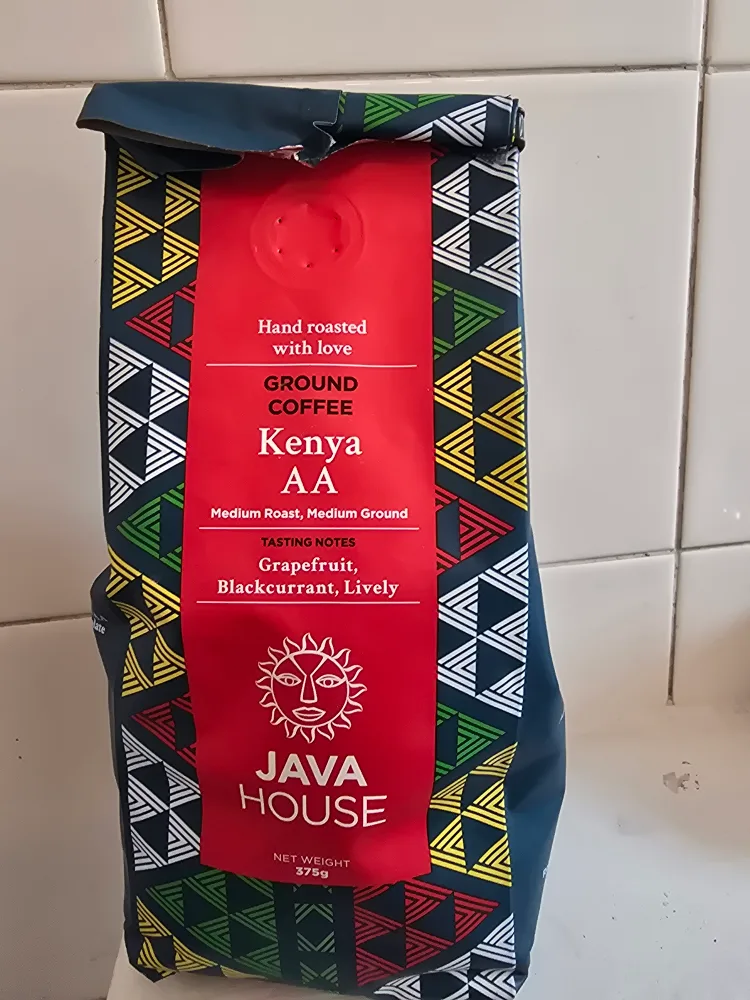 Hand roasted
with love
GROUND
COFFEE
Kenya
AA
Medium Roast, Medium Ground
TASTING NOTES
Grapefruit,
Blackcurrant, Lively
JAVA
HOUSE
NET WEIGHT
375g